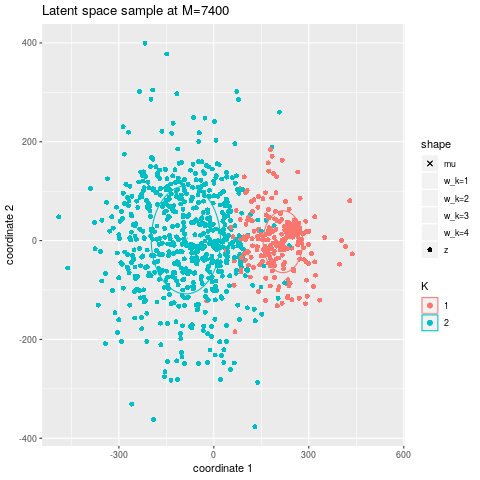 Latent space sample at M=7400
400
200
0
-200
-400
coordinate 2
-300
0
300
600
coordinate 1
shape
mu
w_k=1
w_k=2
w_k=3
w_k=4
z
K
1
2